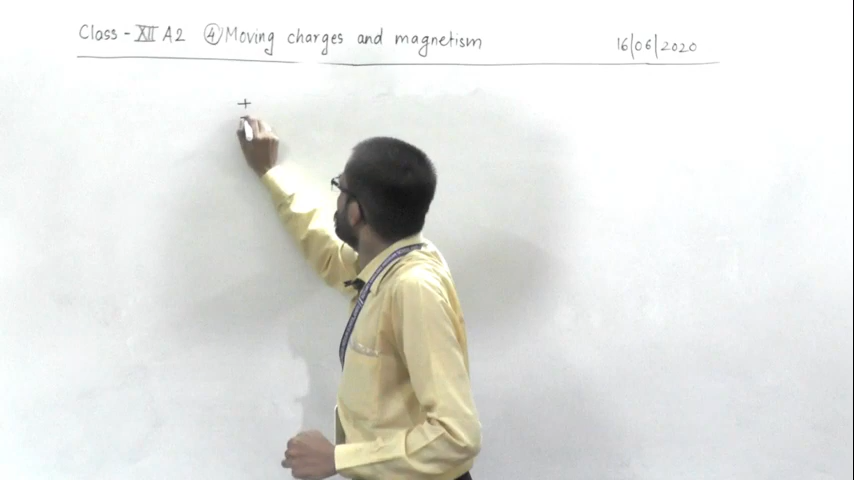 Class - XII A2 ④ Moving charges and magnetism 16/06/2020
+
-